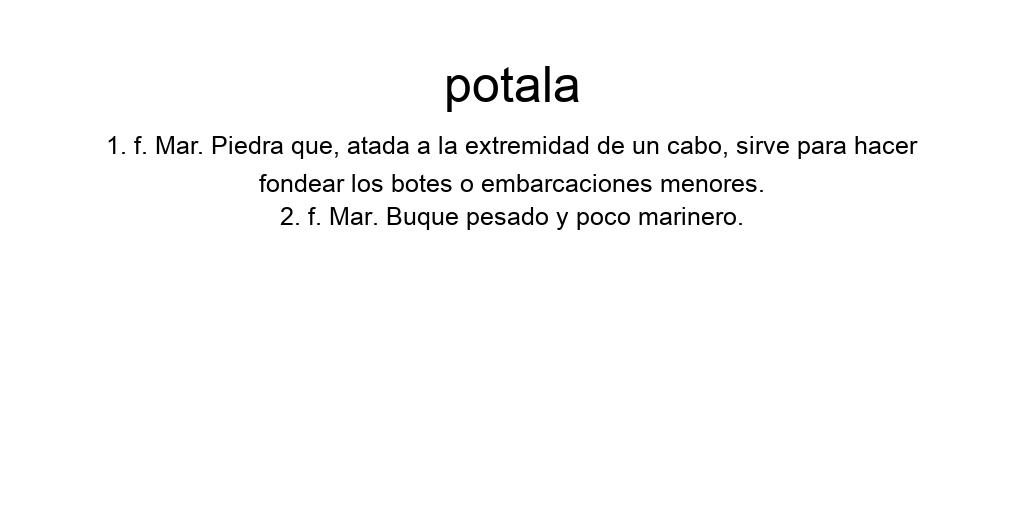 potala
1. f. Mar. Piedra que, atada a la extremidad de un cabo, sirve para hacer
fondear los botes o embarcaciones menores.
2. f. Mar. Buque pesado y poco marinero.